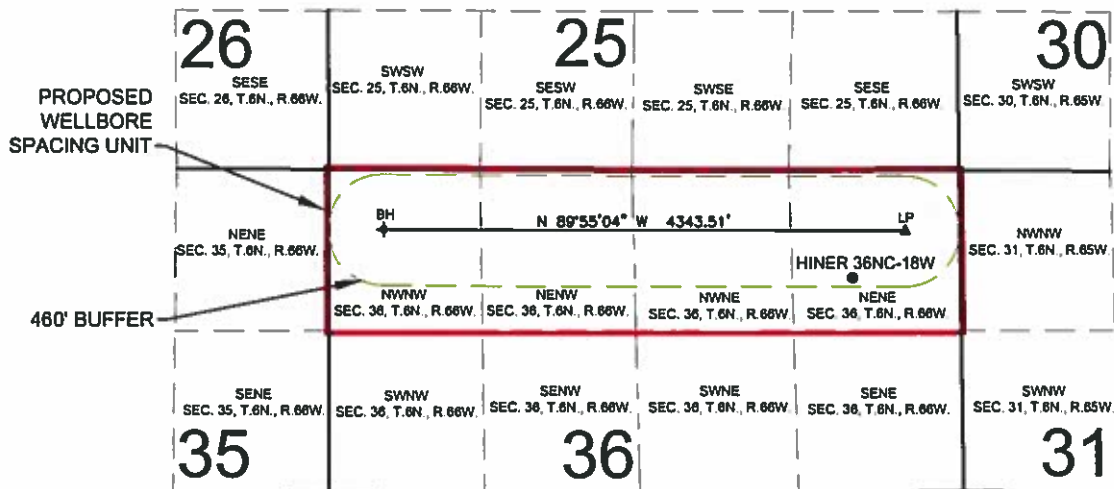 26
25
30
SESE
SEC. 26, T.6N., R.66W.
SWSW
SEC. 25, T.6N., R.66W.
SESW
SEC. 25, T.6N., R.66W.
SWSE
SEC. 25, T.6N., R.66W.
SESE
SEC. 25, T.6N., R.66W.
SWSW
SEC. 30, T.6N., R.65W.
PROPOSED
WELLBORE
SPACING UNIT
BH
N 89°55'04" W 4343.51'
LP
NENE
SEC. 35, T.6N., R.66W.
NWNW
SEC. 31, T.6N., R.65W.
HINER 36NC-18W
460' BUFFER
NWNW
SEC. 36, T.6N., R.66W.
NENW
SEC. 36, T.6N., R.66W.
NWNE
SEC. 36, T.6N., R.66W.
NENE
SEC. 36, T.6N., R.66W.
SENE
SEC. 35, T.6N., R.66W.
SWNW
SEC. 36, T.6N., R.66W.
SENW
SEC. 36, T.6N., R.66W.
SWNE
SEC. 36, T.6N., R.66W.
SENE
SEC. 36, T.6N., R.66W.
SWNW
SEC. 31, T.6N., R.65W.
35
36
31